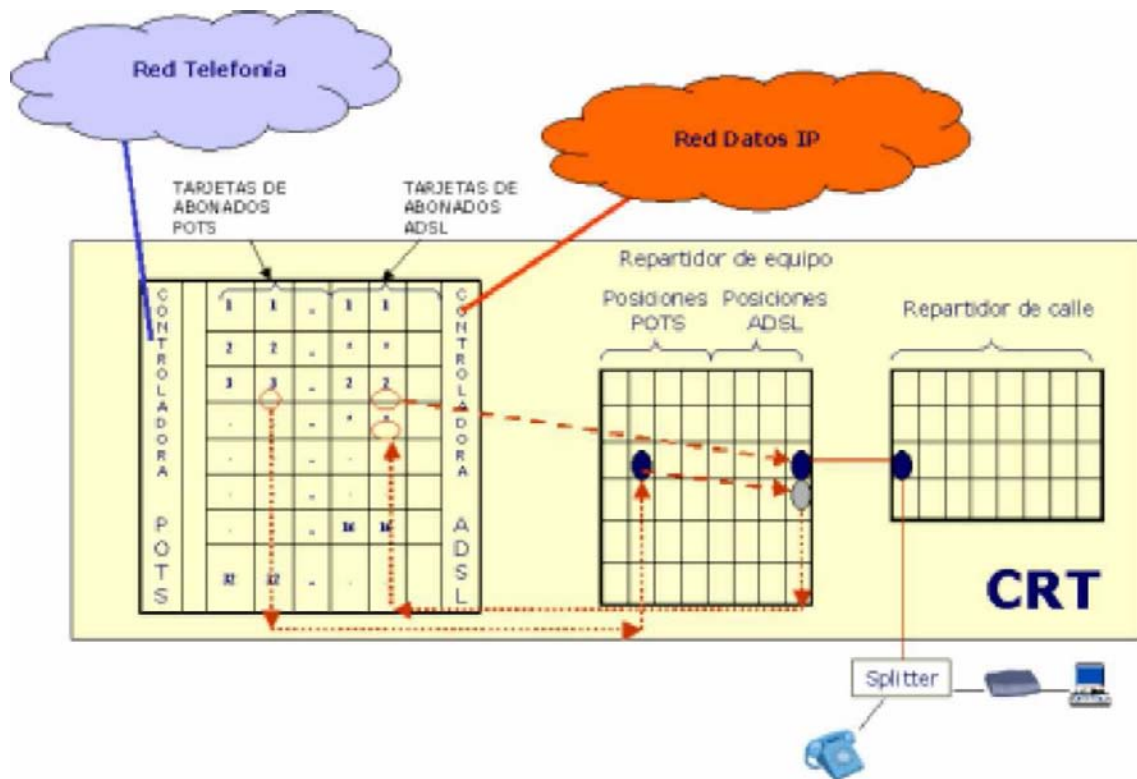 Red Telefonía
Red Datos IP
TARJETAS DE
ABONADOS
POTS
TARJETAS DE
ABONADOS
ADSL
Repartidor de equipo
Posiciones
POTS
Posiciones
ADSL
Repartidor de calle
CONTROLADORA POTS
1 1 - 1 1
2 2 - " "
3 3 - 2 2
. . - " "
. . -
. . -
. . - 16 16
32 32 - . .
CONTROLADORA ADSL
CRT
Splitter